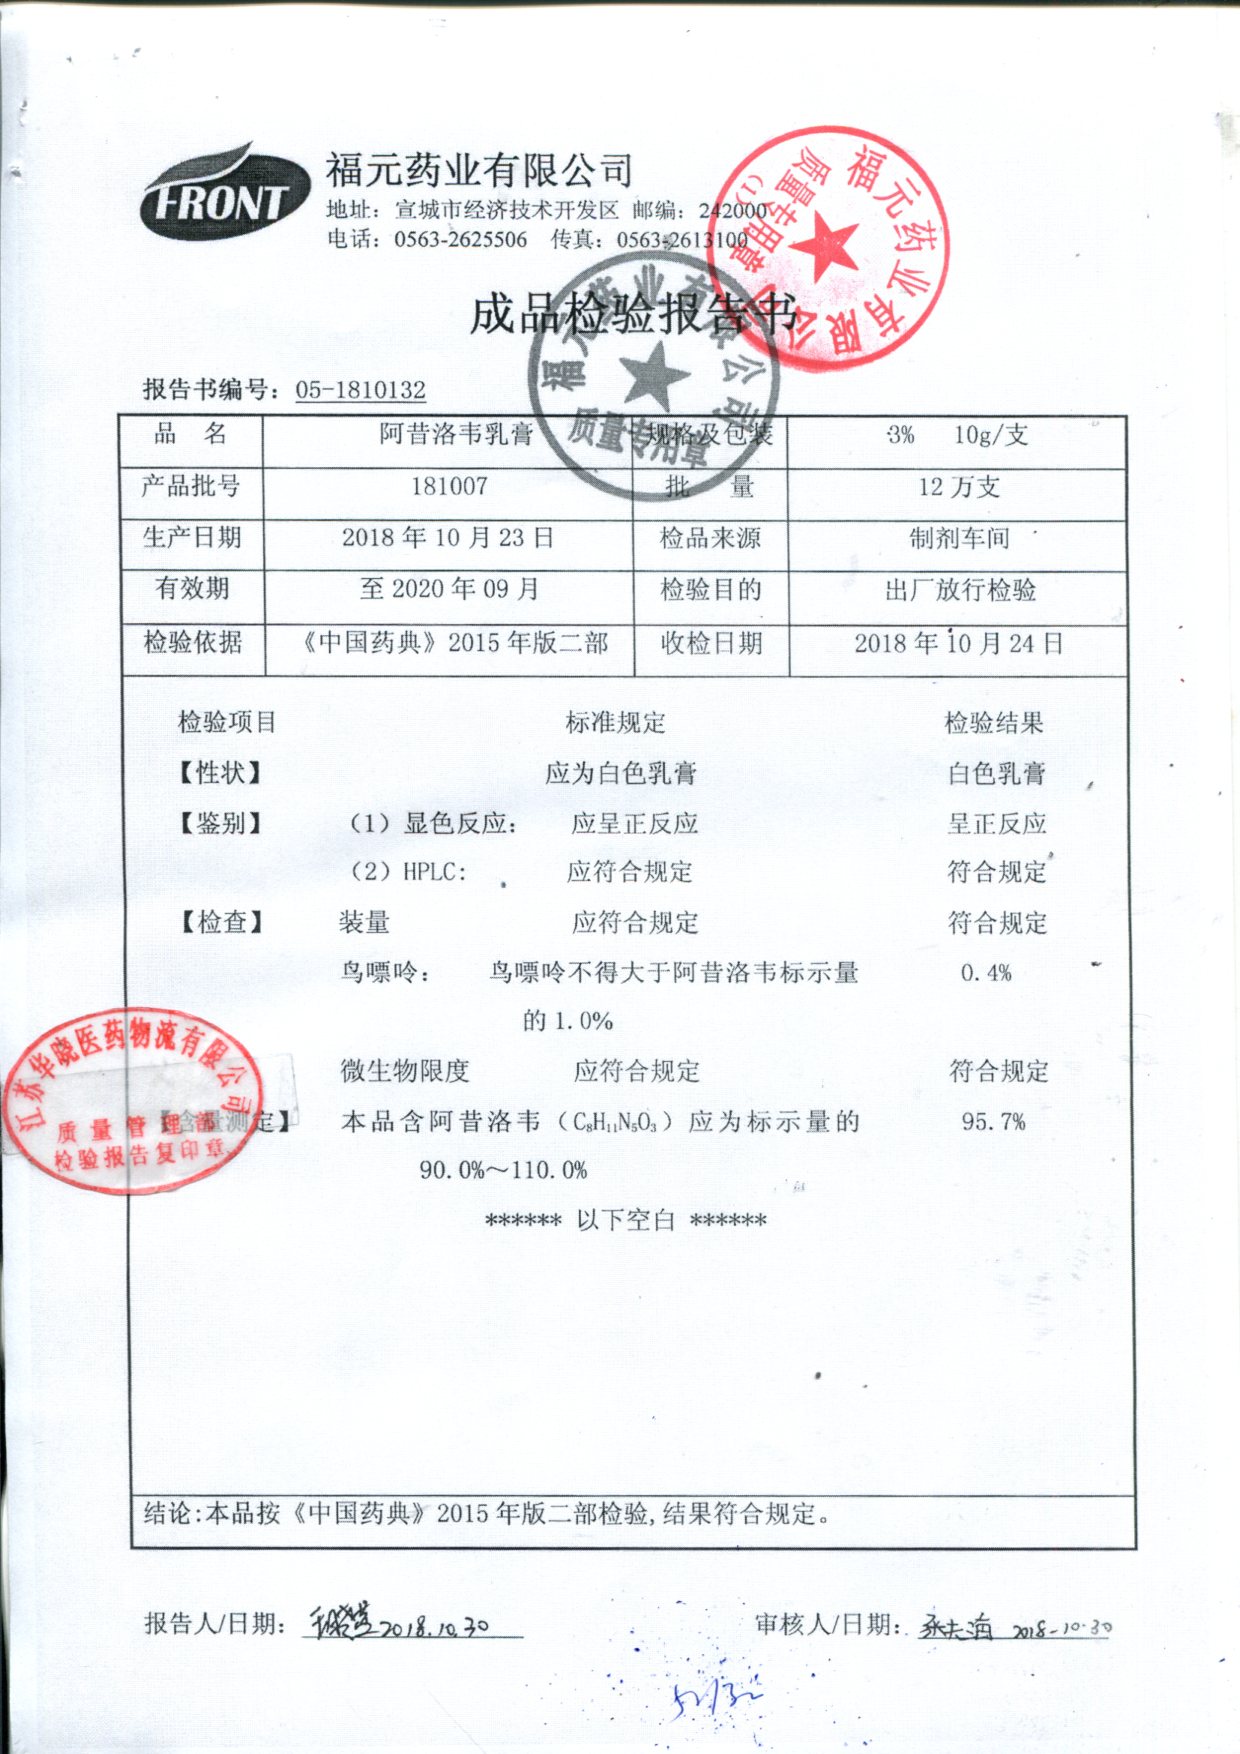 FRONT
福元药业有限公司
地址：宣城市经济技术开发区 邮编：242000
电话：0563-2625506 传真：0563-2613100
福元药业有限公司
质量专用章
(1)
成品检验报告书
福元药业有限公司
质量专用章
报告书编号：05-1810132
品 名 阿昔洛韦乳膏 规格及包装 3% 10g/支
产品批号 181007 批 量 12万支
生产日期 2018年10月23日 检品来源 制剂车间
有效期 至2020年09月 检验目的 出厂放行检验
检验依据 《中国药典》2015年版二部 收检日期 2018年10月24日
检验项目 标准规定 检验结果
【性状】 应为白色乳膏 白色乳膏
【鉴别】 （1）显色反应： 应呈正反应 呈正反应
（2）HPLC: 应符合规定 符合规定
【检查】 装量 应符合规定 符合规定
鸟嘌呤： 鸟嘌呤不得大于阿昔洛韦标示量 0.4%
的1.0%
微生物限度 应符合规定 符合规定
【含量测定】 本品含阿昔洛韦（C₈H₁₁N₅O₃）应为标示量的 95.7%
90.0%～110.0%
****** 以下空白 ******
江苏华晓医药物流有限公司
质量管理部
检验报告复印章
结论:本品按《中国药典》2015年版二部检验,结果符合规定。
报告人/日期： 2018.10.30 审核人/日期： 2018-10-30